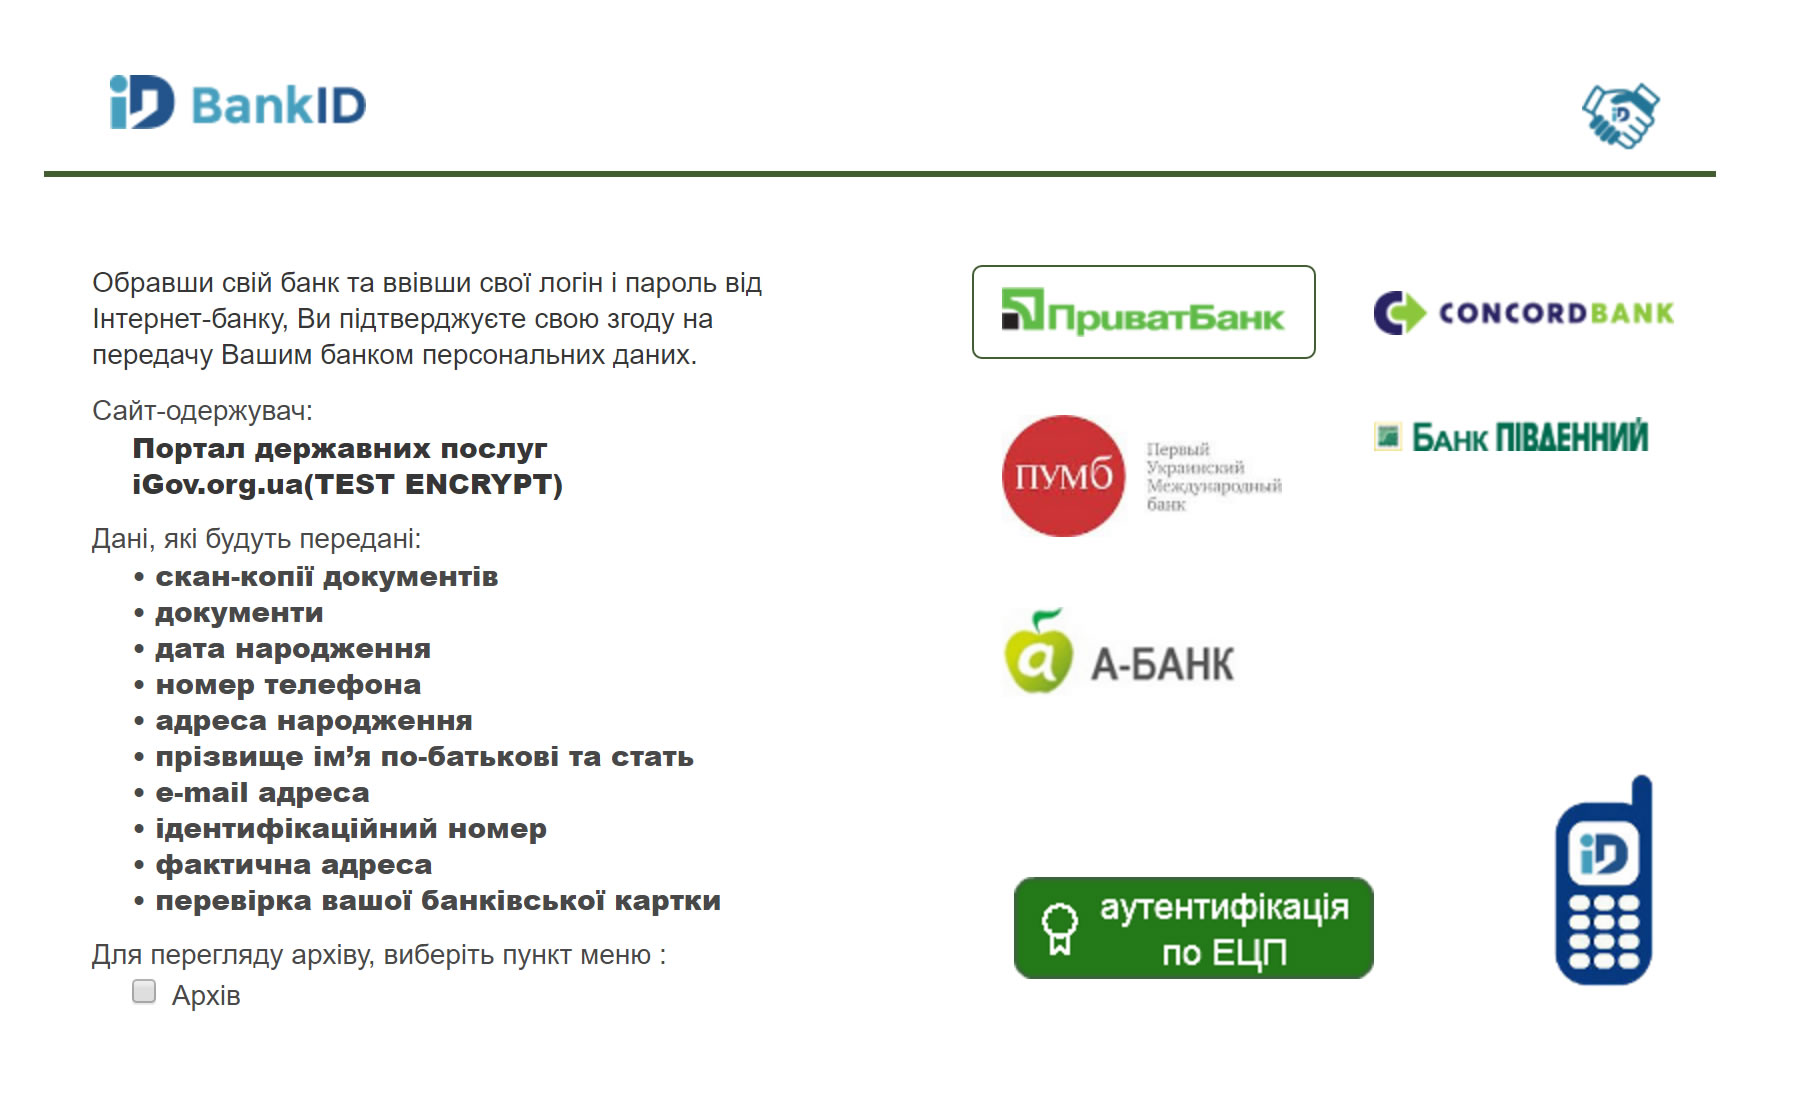 iD BankID
iD
Обравши свій банк та ввівши свої логін і пароль від
Інтернет-банку, Ви підтверджуєте свою згоду на
передачу Вашим банком персональних даних.
Сайт-одержувач:
Портал державних послуг
iGov.org.ua(TEST ENCRYPT)
Дані, які будуть передані:
• скан-копії документів
• документи
• дата народження
• номер телефона
• адреса народження
• прізвище ім’я по-батькові та стать
• e-mail адреса
• ідентифікаційний номер
• фактична адреса
• перевірка вашої банківської картки
Для перегляду архіву, виберіть пункт меню :
Архів
ПриватБанк
CONCORDBANK
ПУМБ
Первый
Украинский
Международный
банк
БАНК ПІВДЕННИЙ
а А-БАНК
аутентифікація
по ЕЦП
iD